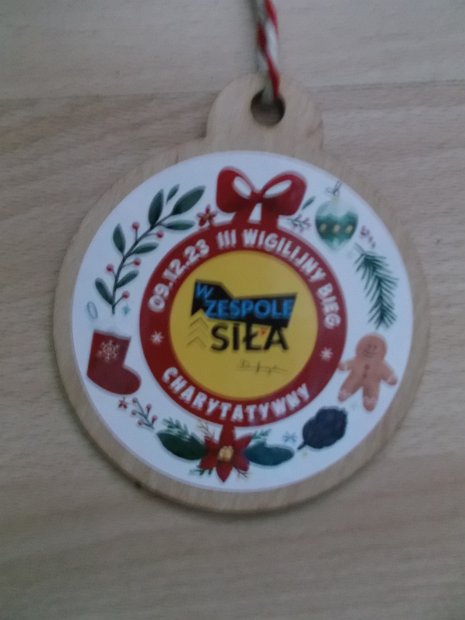 09.12.23 III WIGILIJNY BIEG
CHARYTATYWNY
W
ZESPOLE
SIŁA